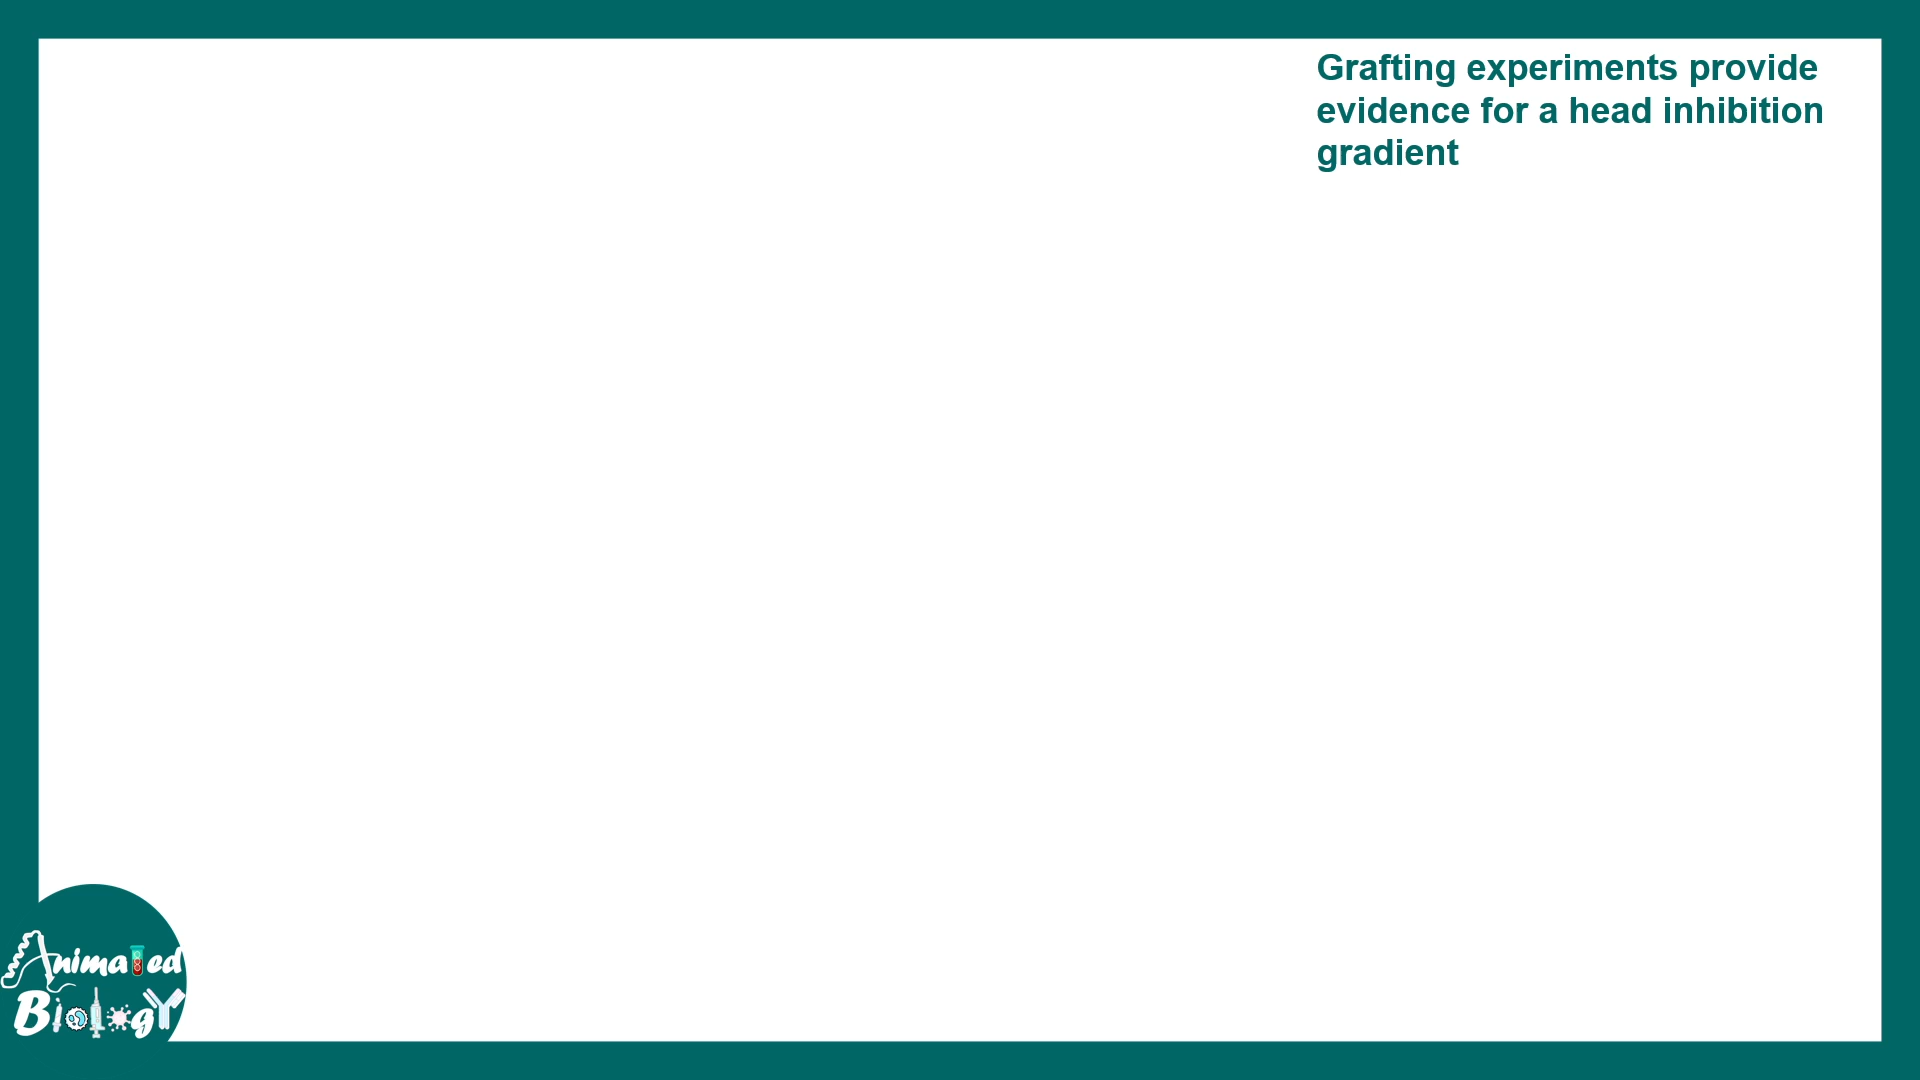 Grafting experiments provide
evidence for a head inhibition
gradient
Animated
Biology